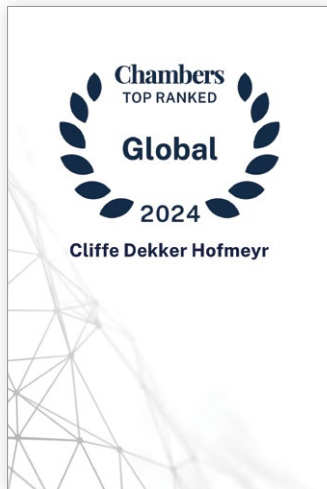 Chambers
TOP RANKED
Global
2024
Cliffe Dekker Hofmeyr